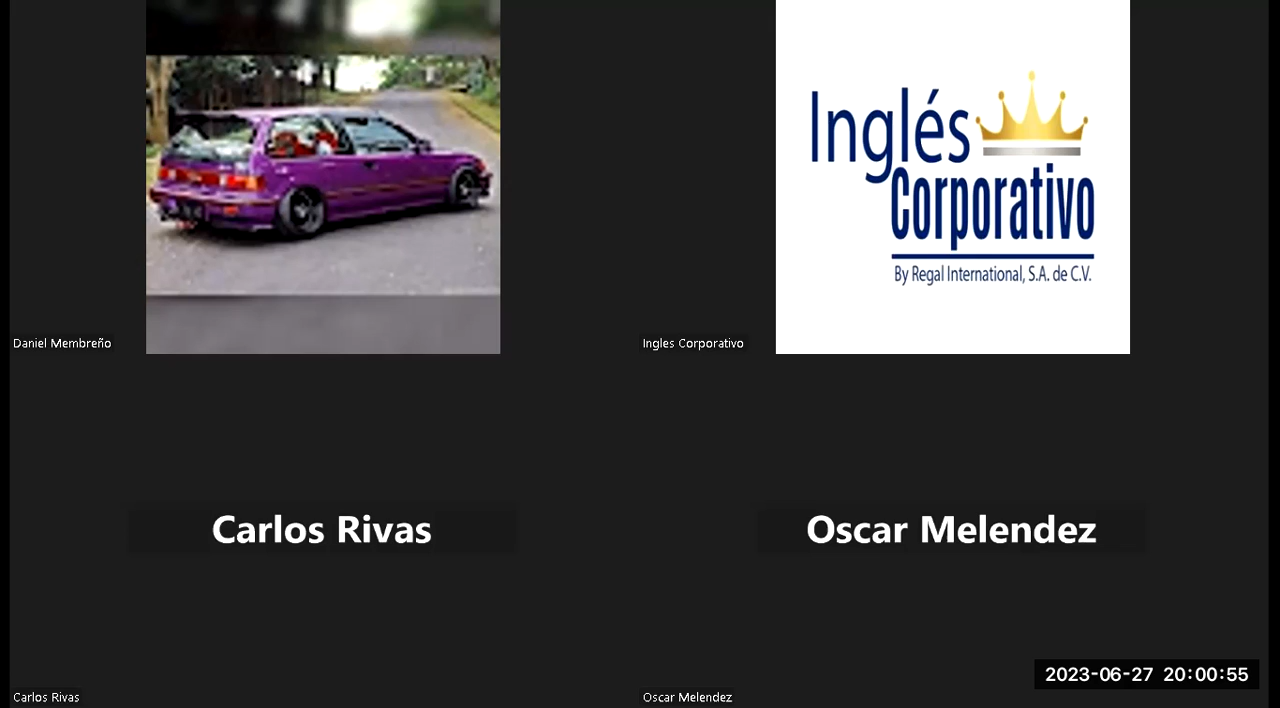 Inglés
Corporativo
By Regal International, S.A. de C.V.
Daniel Membreño
Ingles Corporativo
Carlos Rivas
Oscar Melendez
Carlos Rivas
Oscar Melendez
2023-06-27 20:00:55